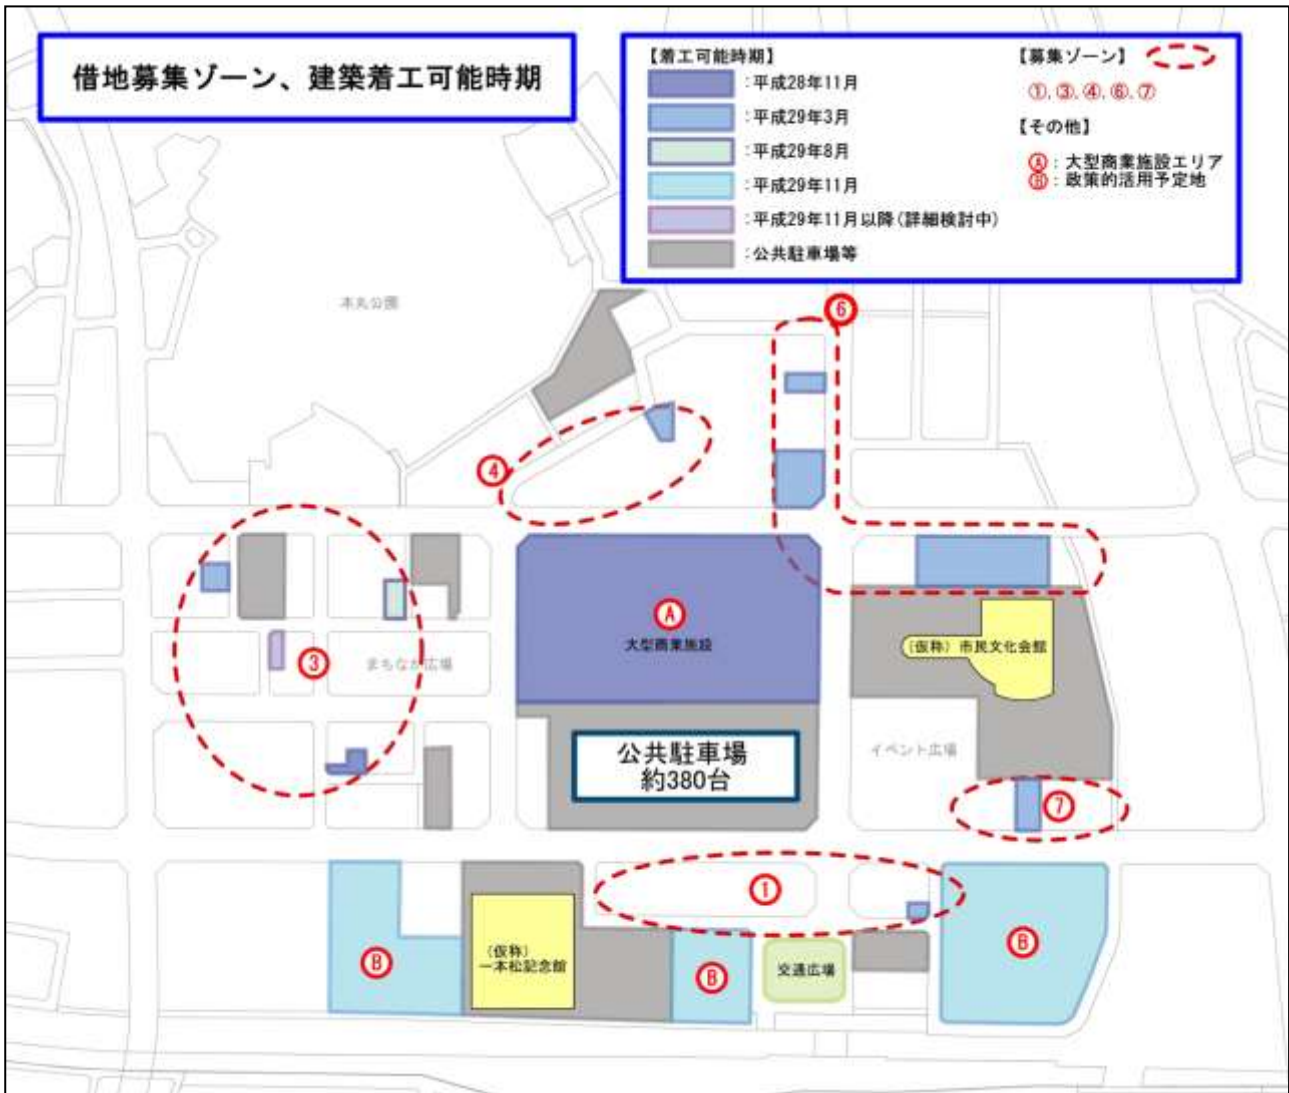 借地募集ゾーン、建築着工可能時期
【着工可能時期】
：平成28年11月
：平成29年3月
：平成29年8月
：平成29年11月
：平成29年11月以降（詳細検討中）
：公共駐車場等
【募集ゾーン】
①，③，④，⑥，⑦
【その他】
Ⓐ：大型商業施設エリア
Ⓑ：政策的活用予定地
本丸公園
⑥
④
Ⓐ
大型商業施設
（仮称）市民文化会館
③
まちなか広場
公共駐車場
約380台
イベント広場
⑦
①
Ⓑ
（仮称）
一本松記念館
Ⓑ
交通広場
Ⓑ